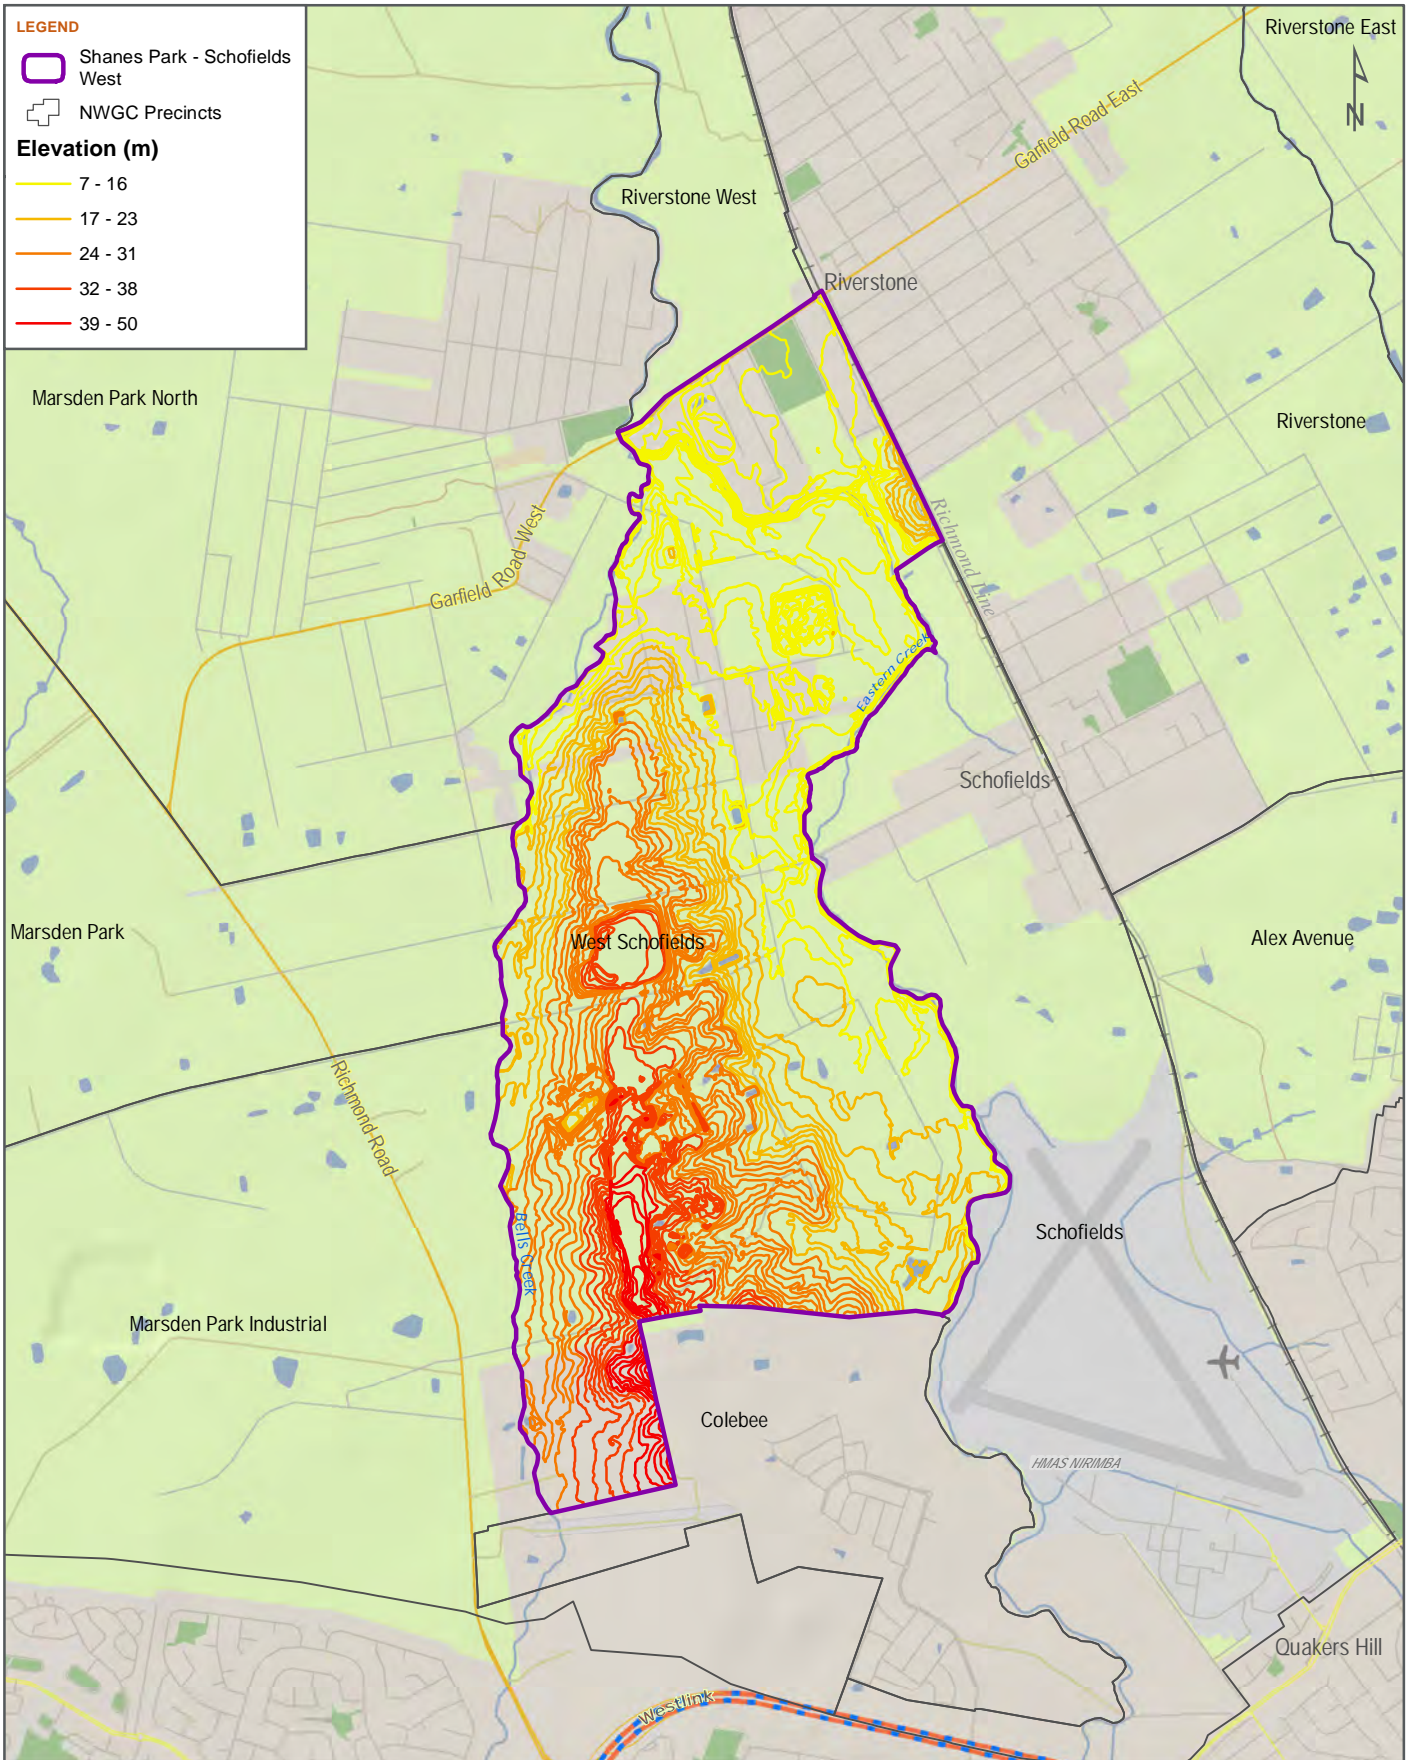 LEGEND
Shanes Park - Schofields
West
NWGC Precincts
Elevation (m)
7 - 16
17 - 23
24 - 31
32 - 38
39 - 50
Riverstone East
N
Garfield Road East
Riverstone West
Riverstone
Marsden Park North
Riverstone
Richmond Line
Garfield Road West
Eastern Creek
Schofields
Marsden Park
West Schofields
Alex Avenue
Richmond Road
Bells Creek
Schofields
Marsden Park Industrial
Colebee
HMAS NIRIMBA
Quakers Hill
Westlink